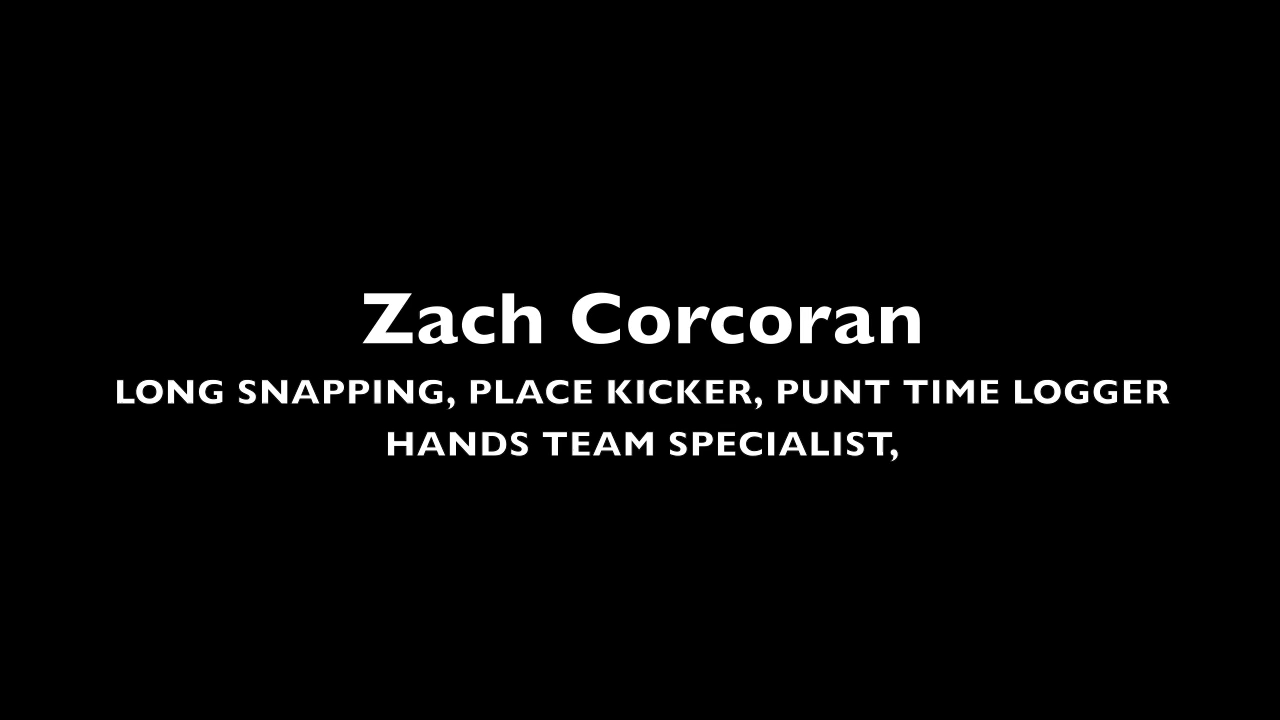 Zach Corcoran
LONG SNAPPING, PLACE KICKER, PUNT TIME LOGGER
HANDS TEAM SPECIALIST,